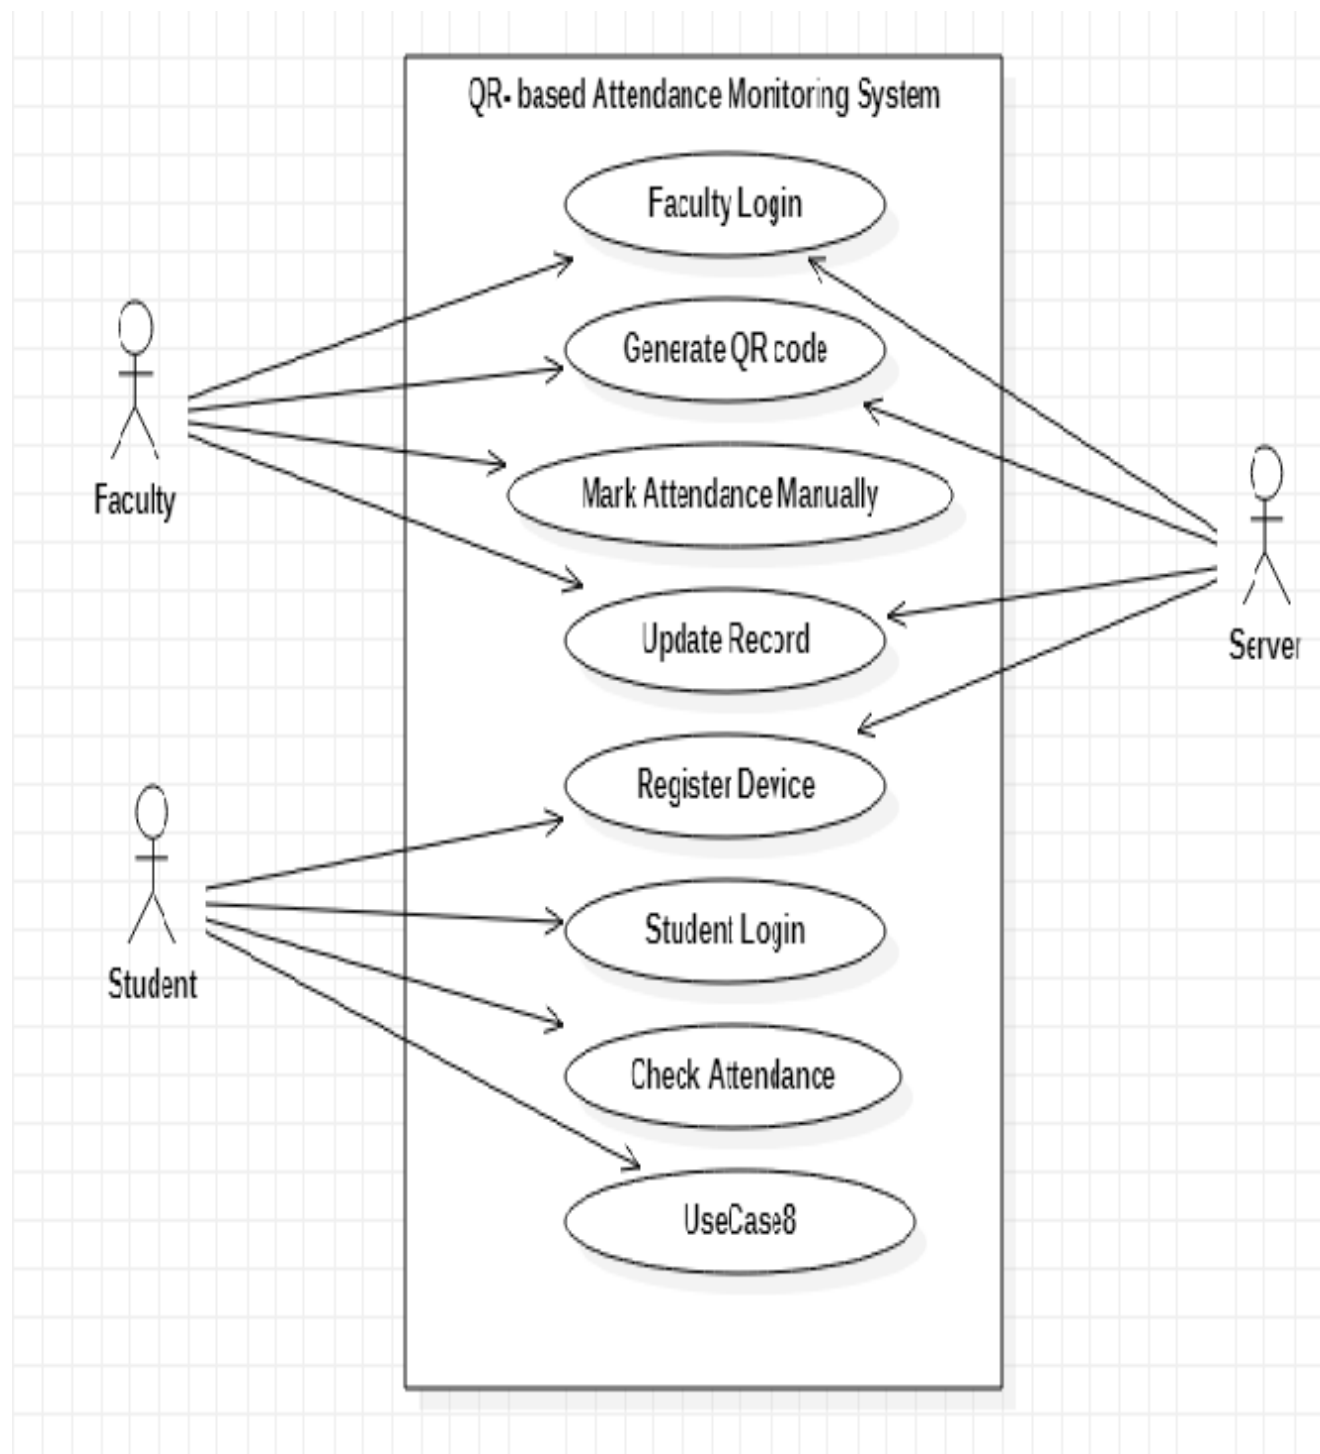 QR- based Attendance Monitoring System
Faculty Login
Generate QR code
Mark Attendance Manually
Faculty
Update Record
Server
Register Device
Student Login
Student
Check Attendance
UseCase8